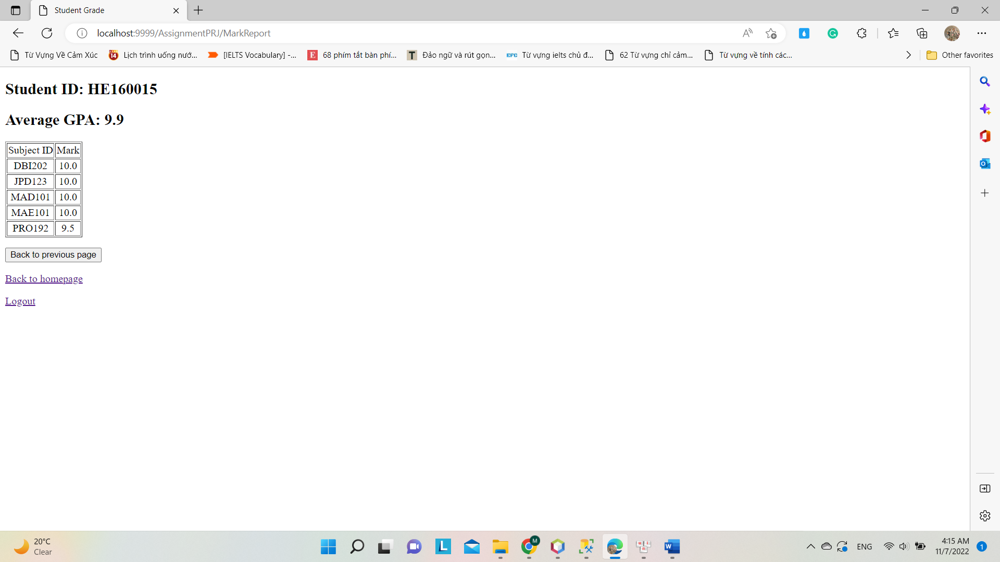 Student Grade
localhost:9999/AssignmentPRJ/MarkReport
Từ Vựng Về Cảm Xúc
14
Lịch trình uống nướ...
[IELTS Vocabulary] -...
E
68 phím tắt bàn phí...
T
Đảo ngữ và rút gọn...
EFC
Từ vựng ielts chủ đ...
62 Từ vựng chỉ cảm...
Từ vựng về tính các...
Other favorites
Student ID: HE160015
Average GPA: 9.9
Subject ID Mark
DBI202 10.0
JPD123 10.0
MAD101 10.0
MAE101 10.0
PRO192 9.5
Back to previous page
Back to homepage
Logout
20°C
Clear
L
M
W
ENG
4:15 AM
11/7/2022
1